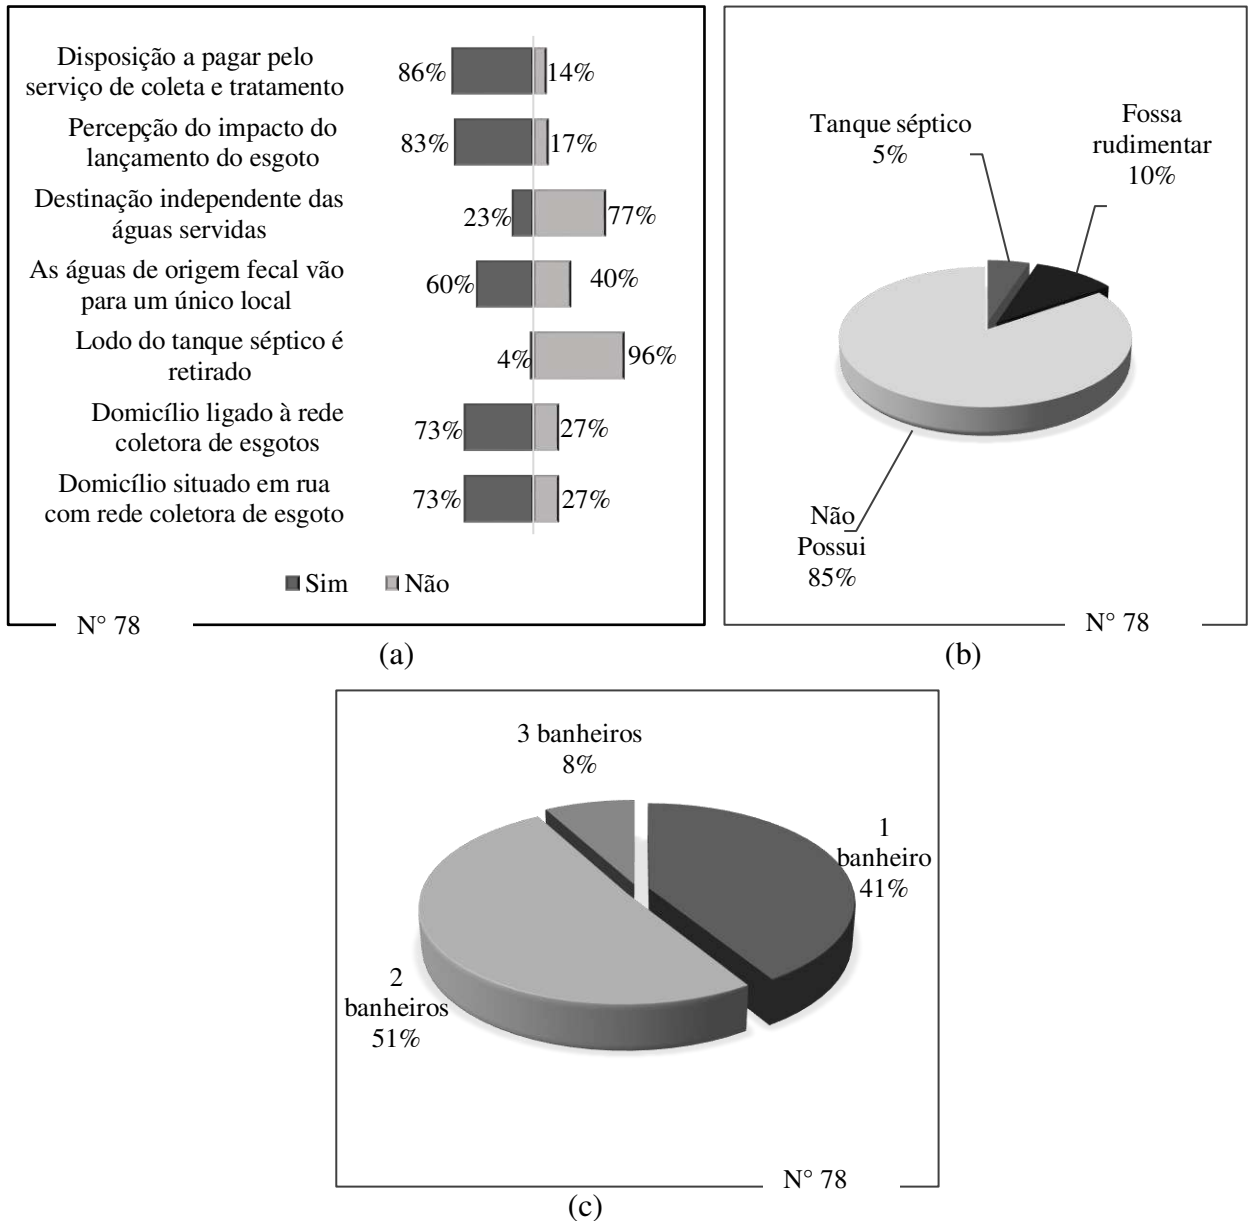 Disposição a pagar pelo
serviço de coleta e tratamento
86%
14%
Percepção do impacto do
lançamento do esgoto
83%
17%
Destinação independente das
águas servidas
23%
77%
As águas de origem fecal vão
para um único local
60%
40%
Lodo do tanque séptico é
retirado
4%
96%
Domicílio ligado à rede
coletora de esgotos
73%
27%
Domicílio situado em rua
com rede coletora de esgoto
73%
27%
Sim Não
N° 78
(a)
Tanque séptico
5%
Fossa
rudimentar
10%
Não
Possui
85%
N° 78
(b)
3 banheiros
8%
1
banheiro
41%
2
banheiros
51%
N° 78
(c)